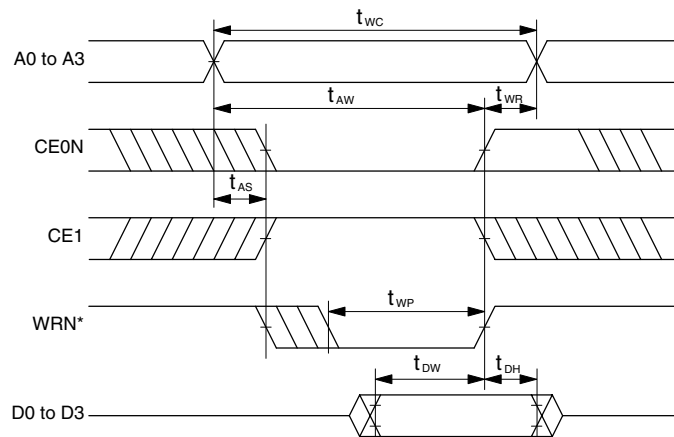 tWC
A0 to A3
tAW
tWR
CE0N
tAS
CE1
tWP
WRN*
tDW
tDH
D0 to D3